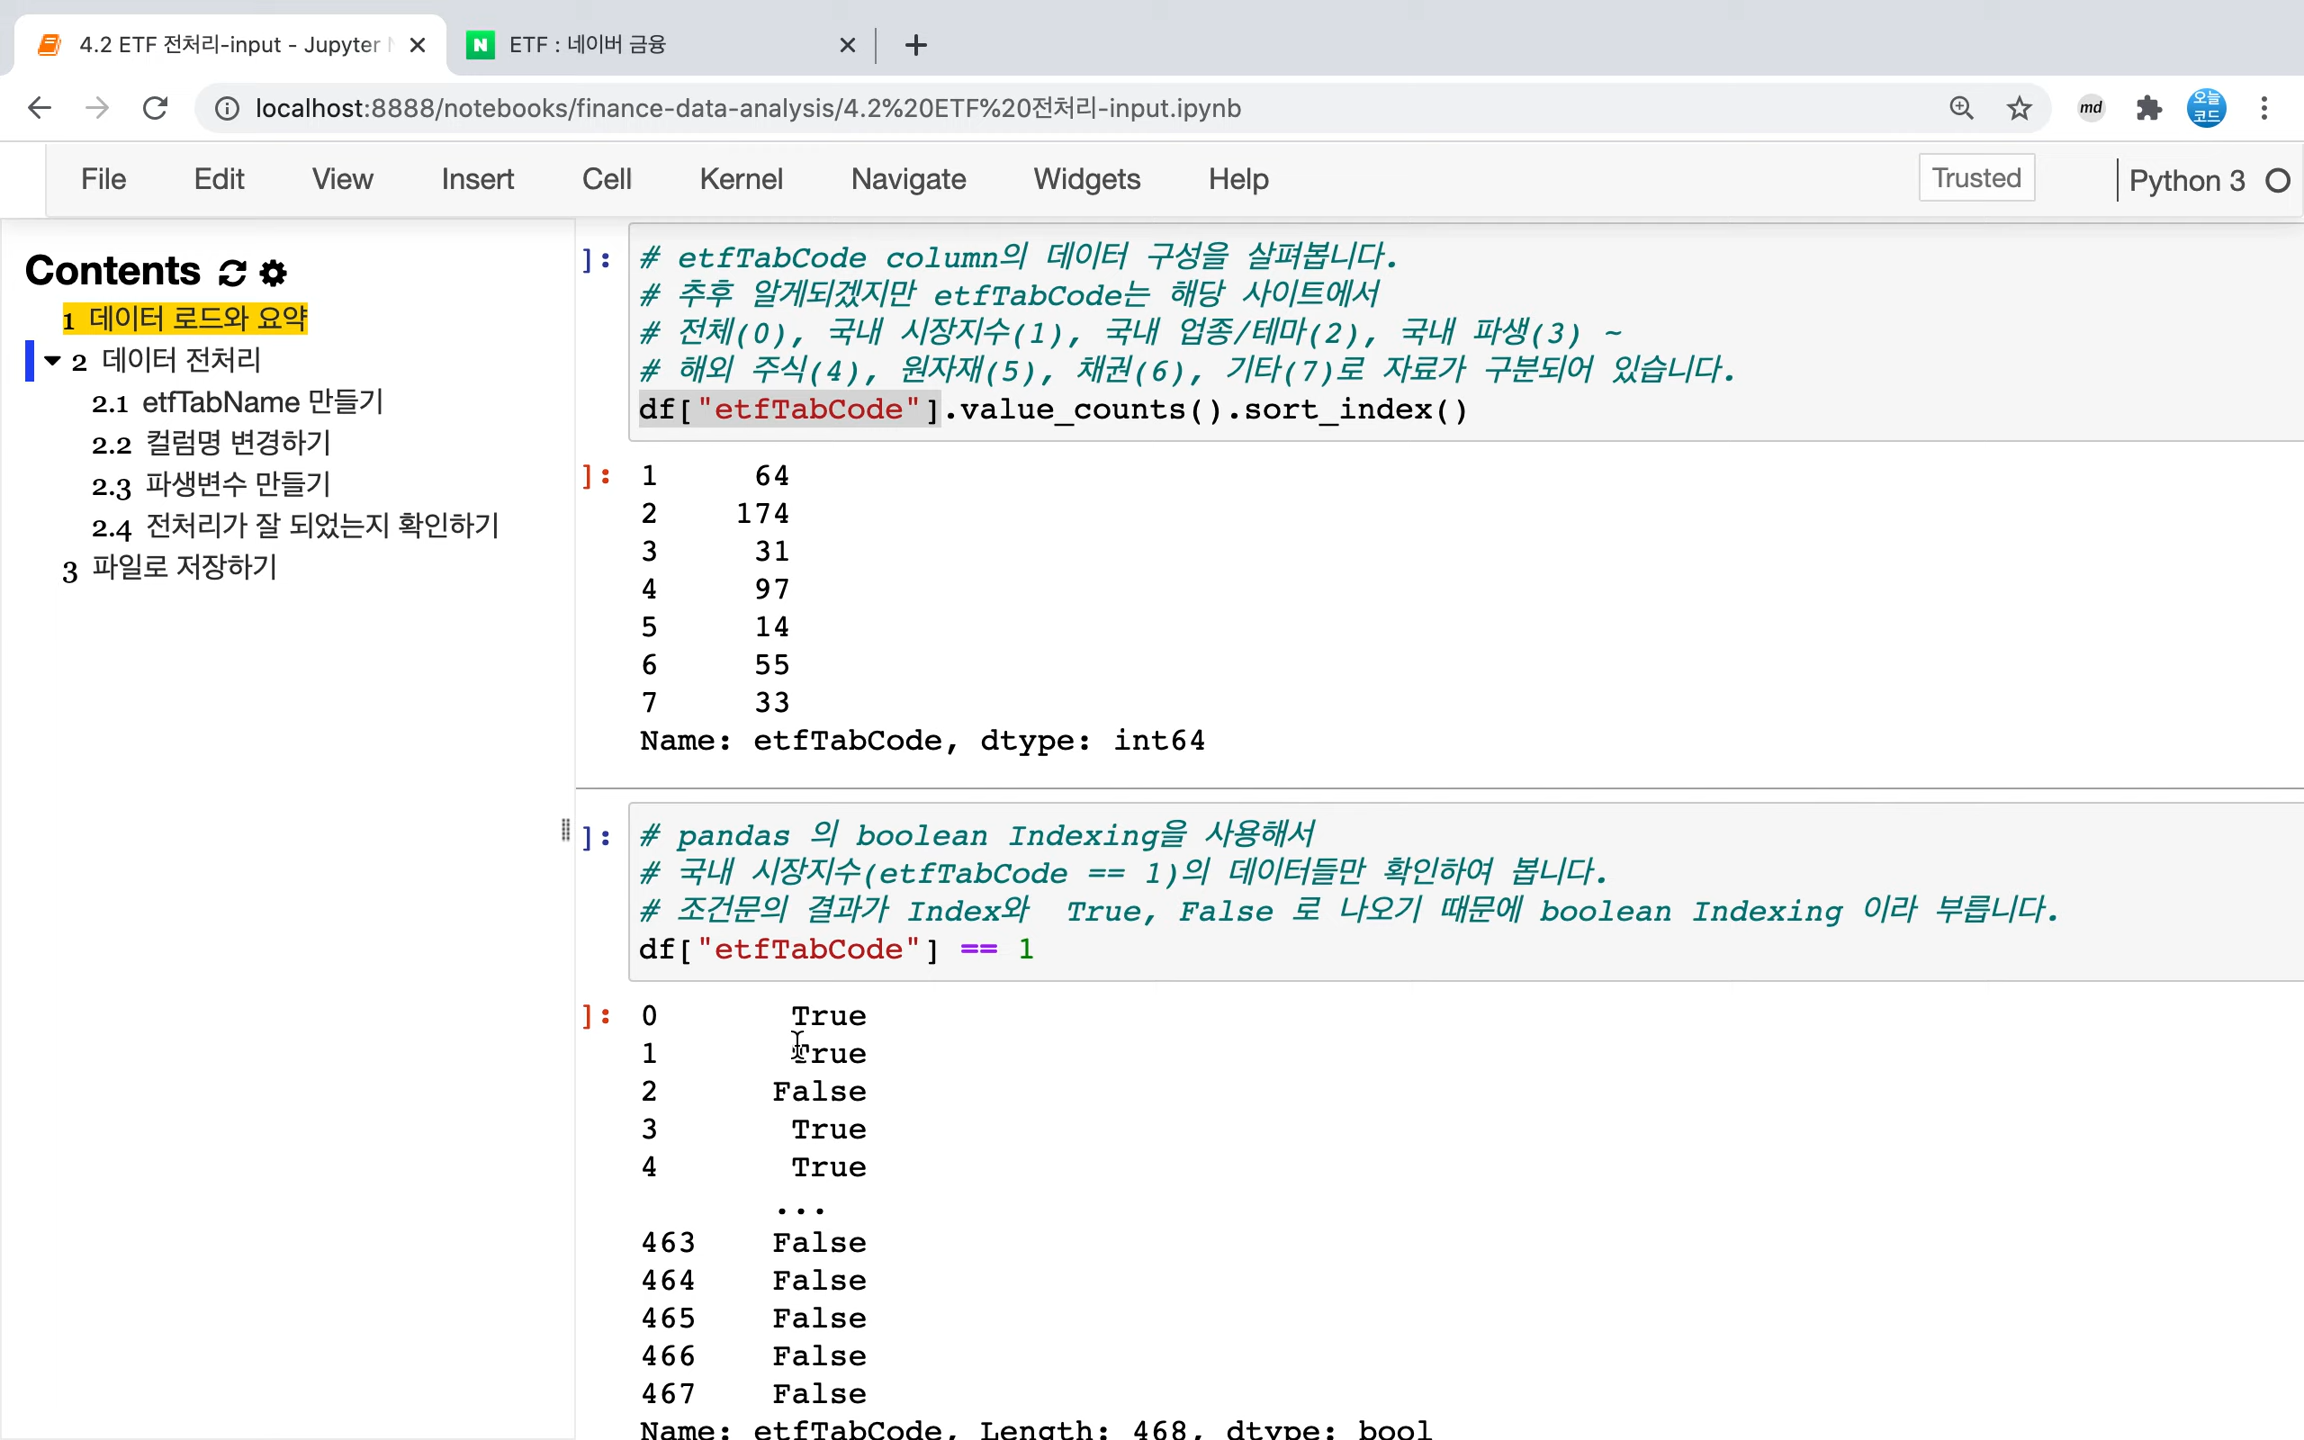 4.2 ETF 전처리-input - Jupyter N
ETF : 네이버 금융
localhost:8888/notebooks/finance-data-analysis/4.2%20ETF%20전처리-input.ipynb
md
오늘
코드
File Edit View Insert Cell Kernel Navigate Widgets Help
Trusted
Python 3
Contents
1 데이터 로드와 요약
2 데이터 전처리
2.1 etfTabName 만들기
2.2 컬럼명 변경하기
2.3 파생변수 만들기
2.4 전처리가 잘 되었는지 확인하기
3 파일로 저장하기
]: # etfTabCode column의 데이터 구성을 살펴봅니다.
# 추후 알게되겠지만 etfTabCode는 해당 사이트에서
# 전체(0), 국내 시장지수(1), 국내 업종/테마(2), 국내 파생(3) ~
# 해외 주식(4), 원자재(5), 채권(6), 기타(7)로 자료가 구분되어 있습니다.
df["etfTabCode"].value_counts().sort_index()
]: 1 64
2 174
3 31
4 97
5 14
6 55
7 33
Name: etfTabCode, dtype: int64
]: # pandas 의 boolean Indexing을 사용해서
# 국내 시장지수(etfTabCode == 1)의 데이터들만 확인하여 봅니다.
# 조건문의 결과가 Index와 True, False 로 나오기 때문에 boolean Indexing 이라 부릅니다.
df["etfTabCode"] == 1
]: 0 True
1 True
2 False
3 True
4 True
...
463 False
464 False
465 False
466 False
467 False
Name: etfTabCode, Length: 468, dtype: bool